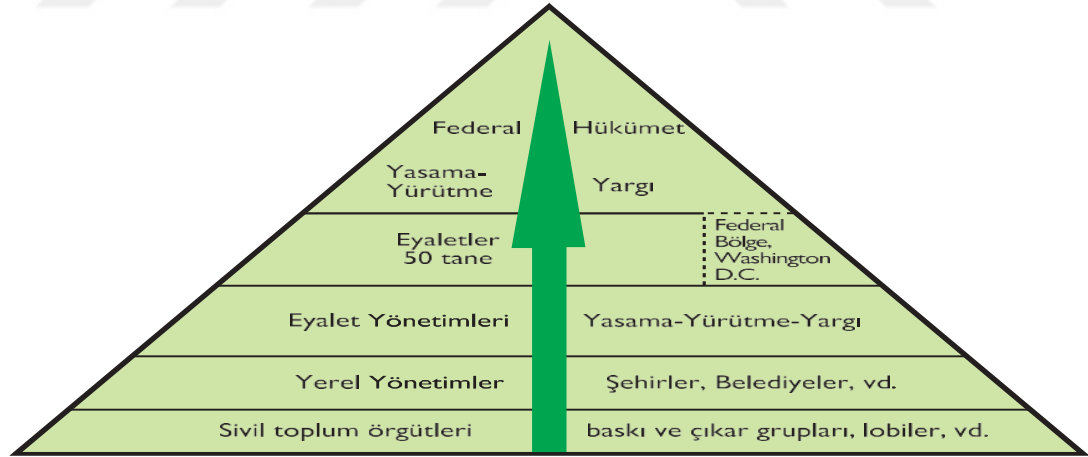 Federal Hükümet
Yasama-
Yürütme
Yargı
Eyaletler
50 tane
Federal
Bölge,
Washington
D.C.
Eyalet Yönetimleri
Yasama-Yürütme-Yargı
Yerel Yönetimler
Şehirler, Belediyeler, vd.
Sivil toplum örgütleri
baskı ve çıkar grupları, lobiler, vd.